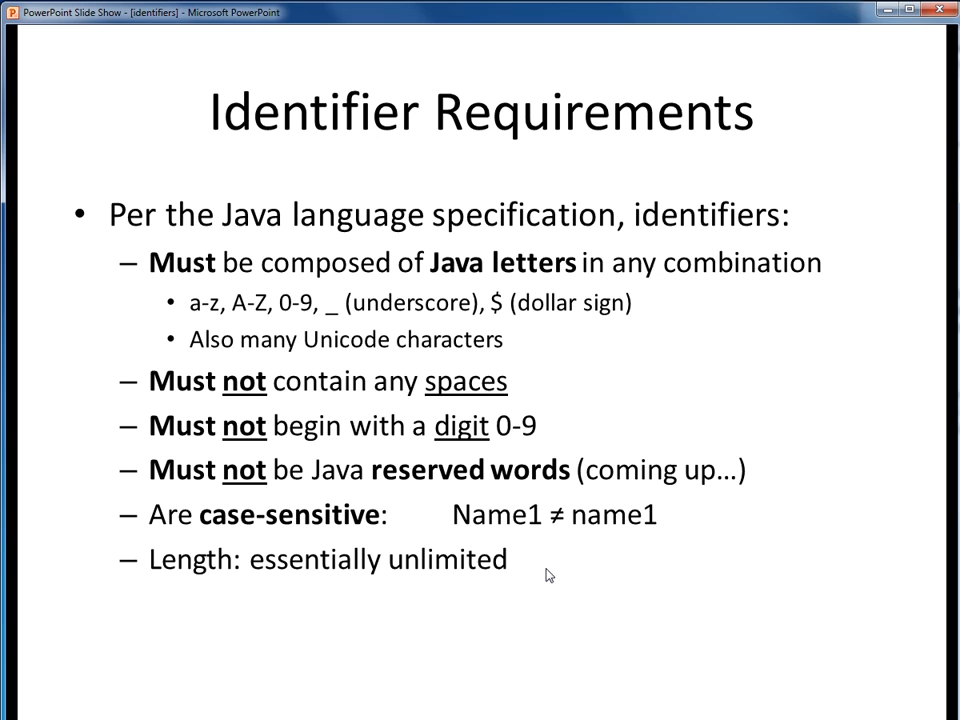 PowerPoint Slide Show - [identifiers] - Microsoft PowerPoint
Identifier Requirements
• Per the Java language specification, identifiers:
– Must be composed of Java letters in any combination
• a-z, A-Z, 0-9, _ (underscore), $ (dollar sign)
• Also many Unicode characters
– Must not contain any spaces
– Must not begin with a digit 0-9
– Must not be Java reserved words (coming up…)
– Are case-sensitive: Name1 ≠ name1
– Length: essentially unlimited